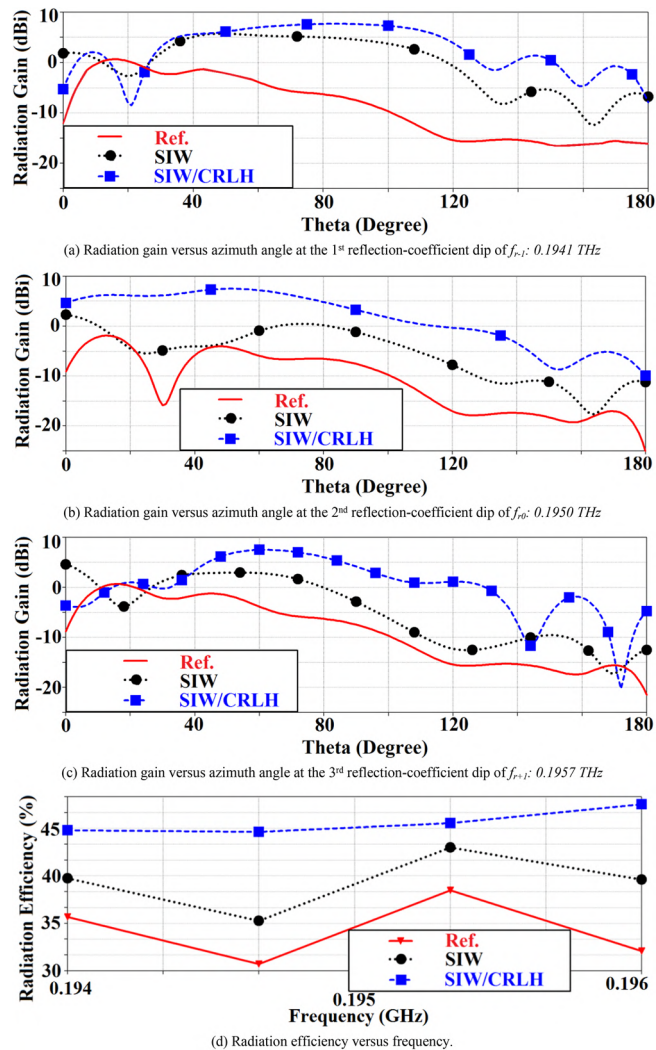 10
0
-10
-20
Radiation Gain (dBi)
Ref.
SIW
SIW/CRLH
0 40 80 120 180
Theta (Degree)
(a) Radiation gain versus azimuth angle at the 1st reflection-coefficient dip of fr-1: 0.1941 THz
10
0
-10
-20
Radiation Gain (dBi)
Ref.
SIW
SIW/CRLH
0 40 80 120 180
Theta (Degree)
(b) Radiation gain versus azimuth angle at the 2nd reflection-coefficient dip of fr0: 0.1950 THz
10
0
-10
-20
Radiation Gain (dBi)
Ref.
SIW
SIW/CRLH
0 40 80 120 180
Theta (Degree)
(c) Radiation gain versus azimuth angle at the 3rd reflection-coefficient dip of fr+1: 0.1957 THz
45
40
35
30
Radiation Efficiency (%)
Ref.
SIW
SIW/CRLH
0.194 0.195 0.196
Frequency (GHz)
(d) Radiation efficiency versus frequency.